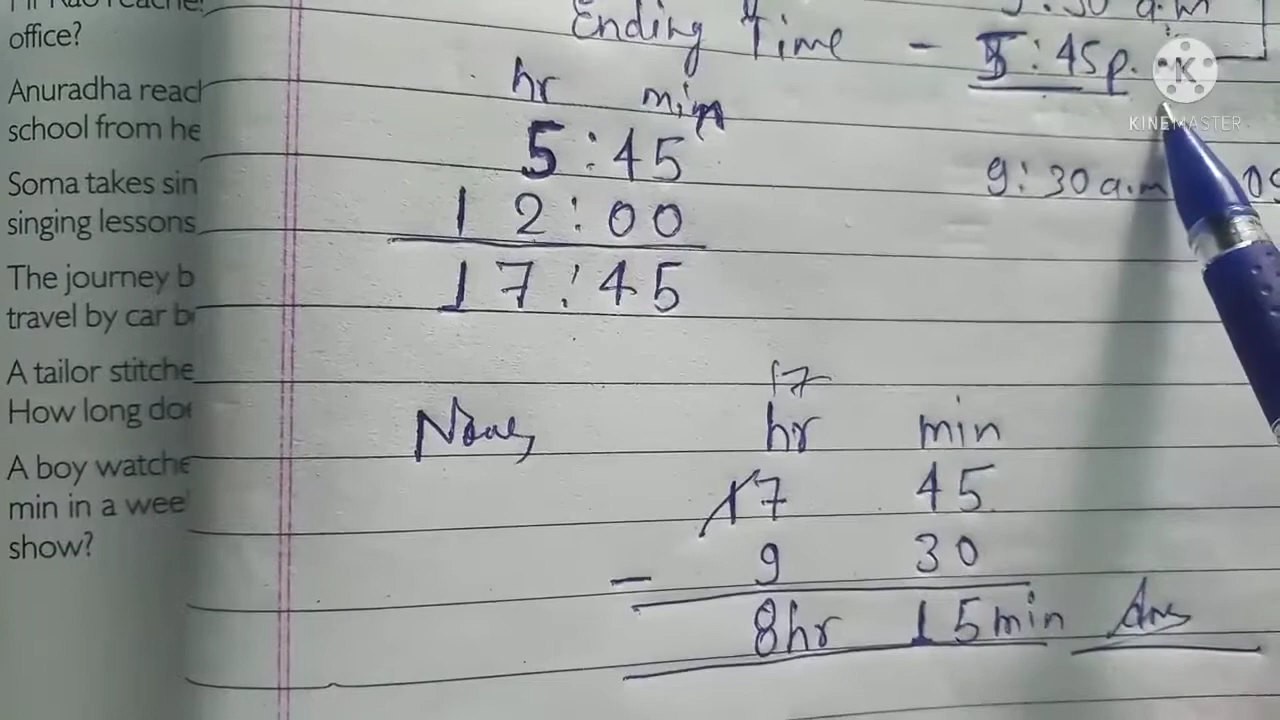 office?
Anuradha reach
school from he
Soma takes sin
singing lessons
The journey b
travel by car b
A tailor stitche
How long do
A boy watche
min in a wee
show?
Ending Time - 5:45 p.
hr min
5:45
12:00
17:45
9:30 a.m
17
hr min
17 45
- 9 30
8hr 15min Ans
KINEMASTER